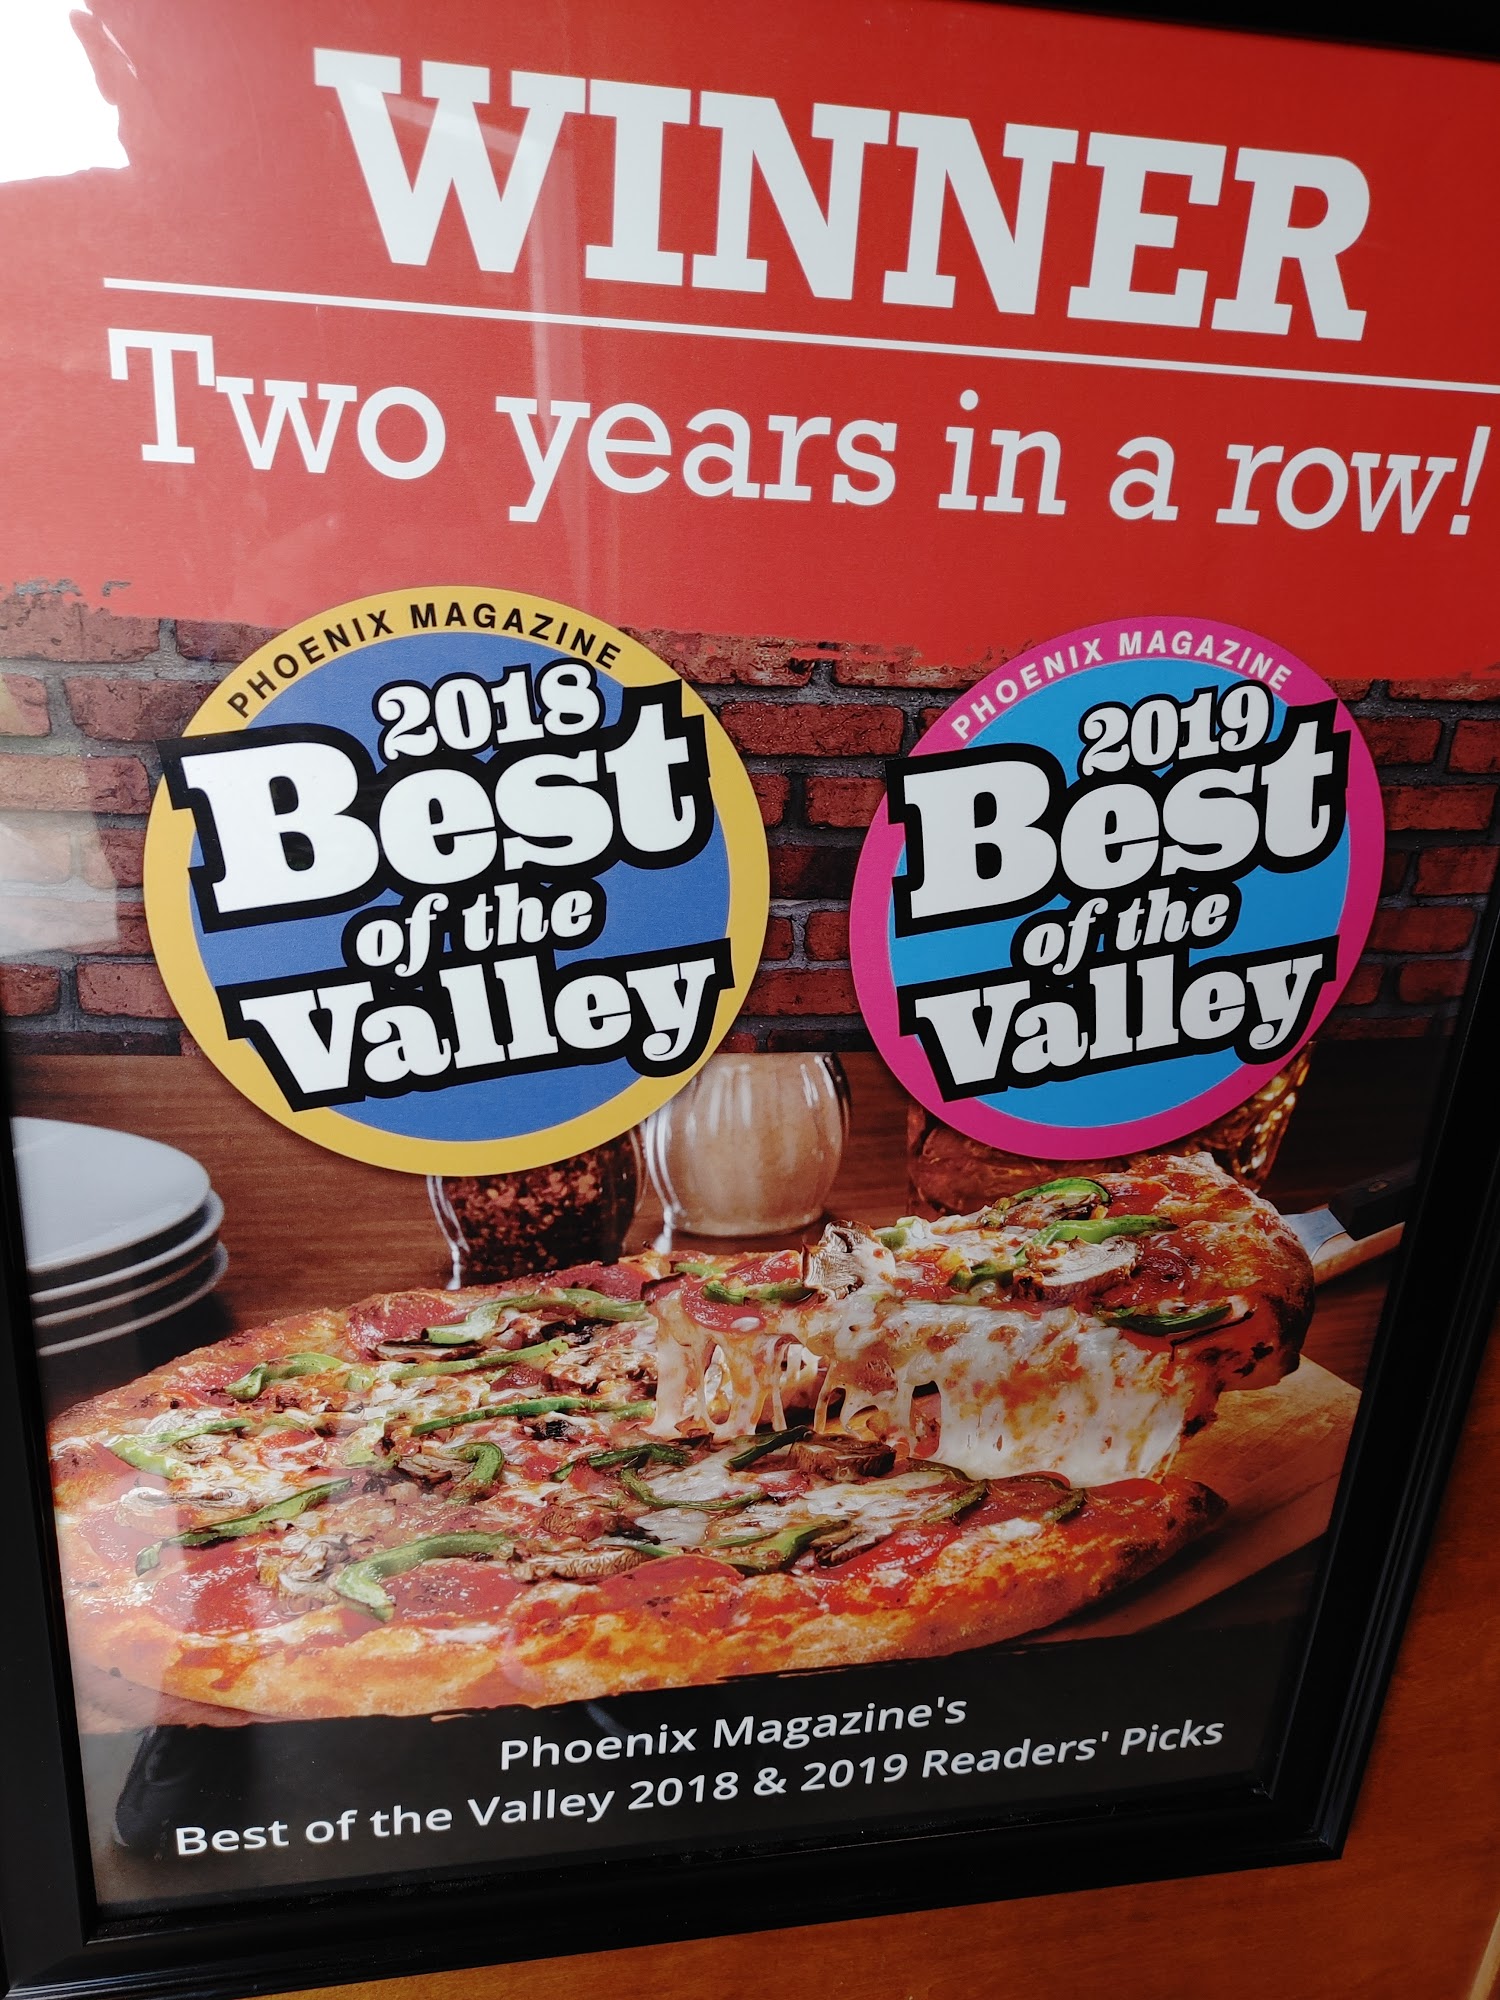 WINNER
Two years in a row!
PHOENIX MAGAZINE
2018
Best
of the
Valley
PHOENIX MAGAZINE
2019
Best
of the
Valley
Phoenix Magazine's
Best of the Valley 2018 & 2019 Readers' Picks